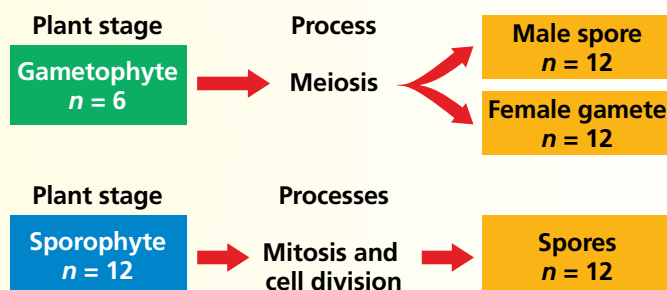 Plant stage
Process
Gametophyte
n = 6
Meiosis
Male spore
n = 12
Female gamete
n = 12
Plant stage
Processes
Sporophyte
n = 12
Mitosis and
cell division
Spores
n = 12